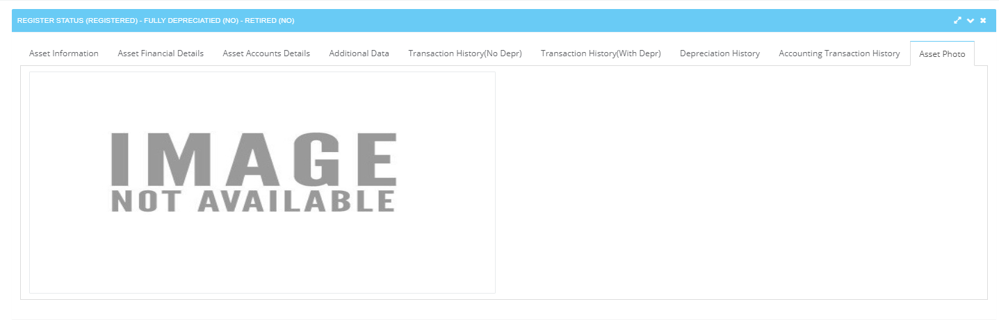 REGISTER STATUS (REGISTERED) - FULLY DEPRECIATIED (NO) - RETIRED (NO)
Asset Information Asset Financial Details Asset Accounts Details Additional Data Transaction History(No Depr) Transaction History(With Depr) Depreciation History Accounting Transaction History Asset Photo
IMAGE
NOT AVAILABLE